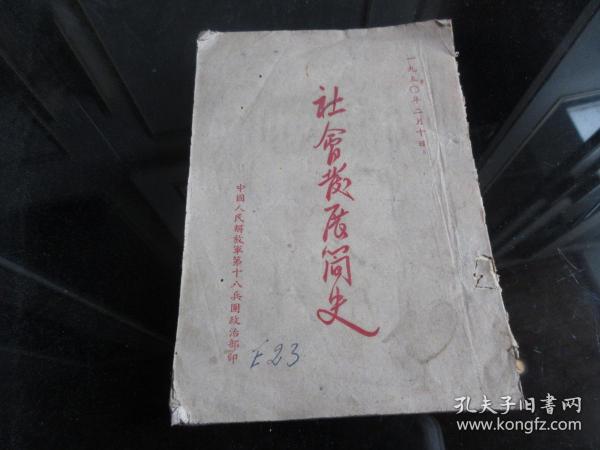 一九五〇年二月十日。
社會發展簡史
中國人民解放軍第十八兵團政治部印
E23
孔夫子旧書网
www.kongfz.com